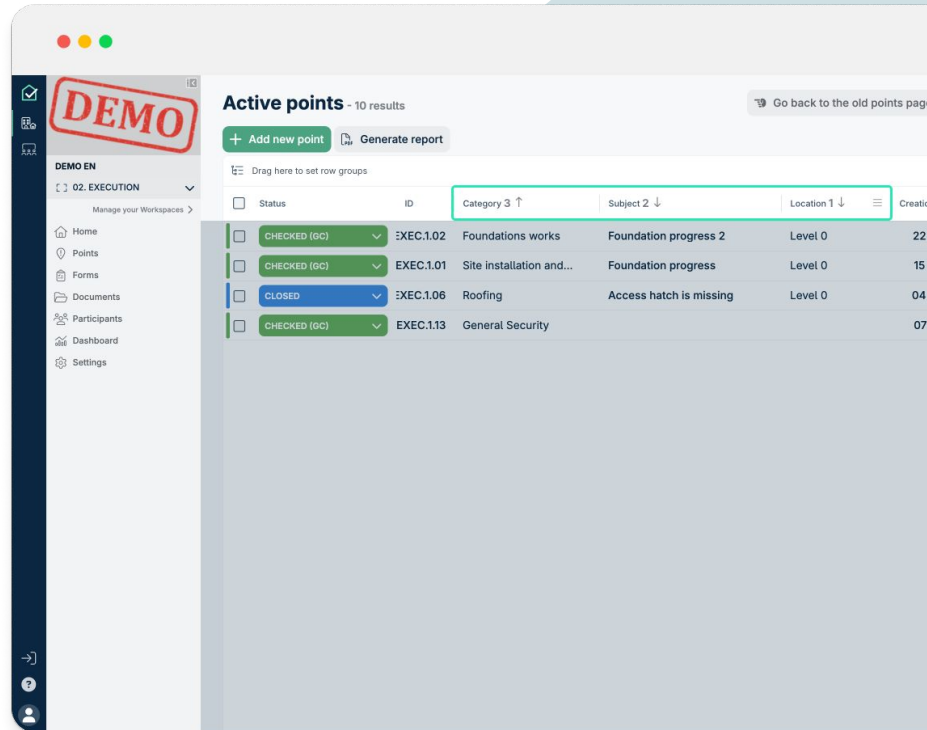 DEMO
Active points - 10 results
Go back to the old points page
+ Add new point
Generate report
DEMO EN
02. EXECUTION
Manage your Workspaces
Home
Points
Forms
Documents
Participants
Dashboard
Settings
Drag here to set row groups
Status ID Category 3 ↑ Subject 2 ↓ Location 1 ↓
CHECKED (GC) EXEC.1.02 Foundations works Foundation progress 2 Level 0 22
CHECKED (GC) EXEC.1.01 Site installation and... Foundation progress Level 0 15
CLOSED EXEC.1.06 Roofing Access hatch is missing Level 0 04
CHECKED (GC) EXEC.1.13 General Security 07
?